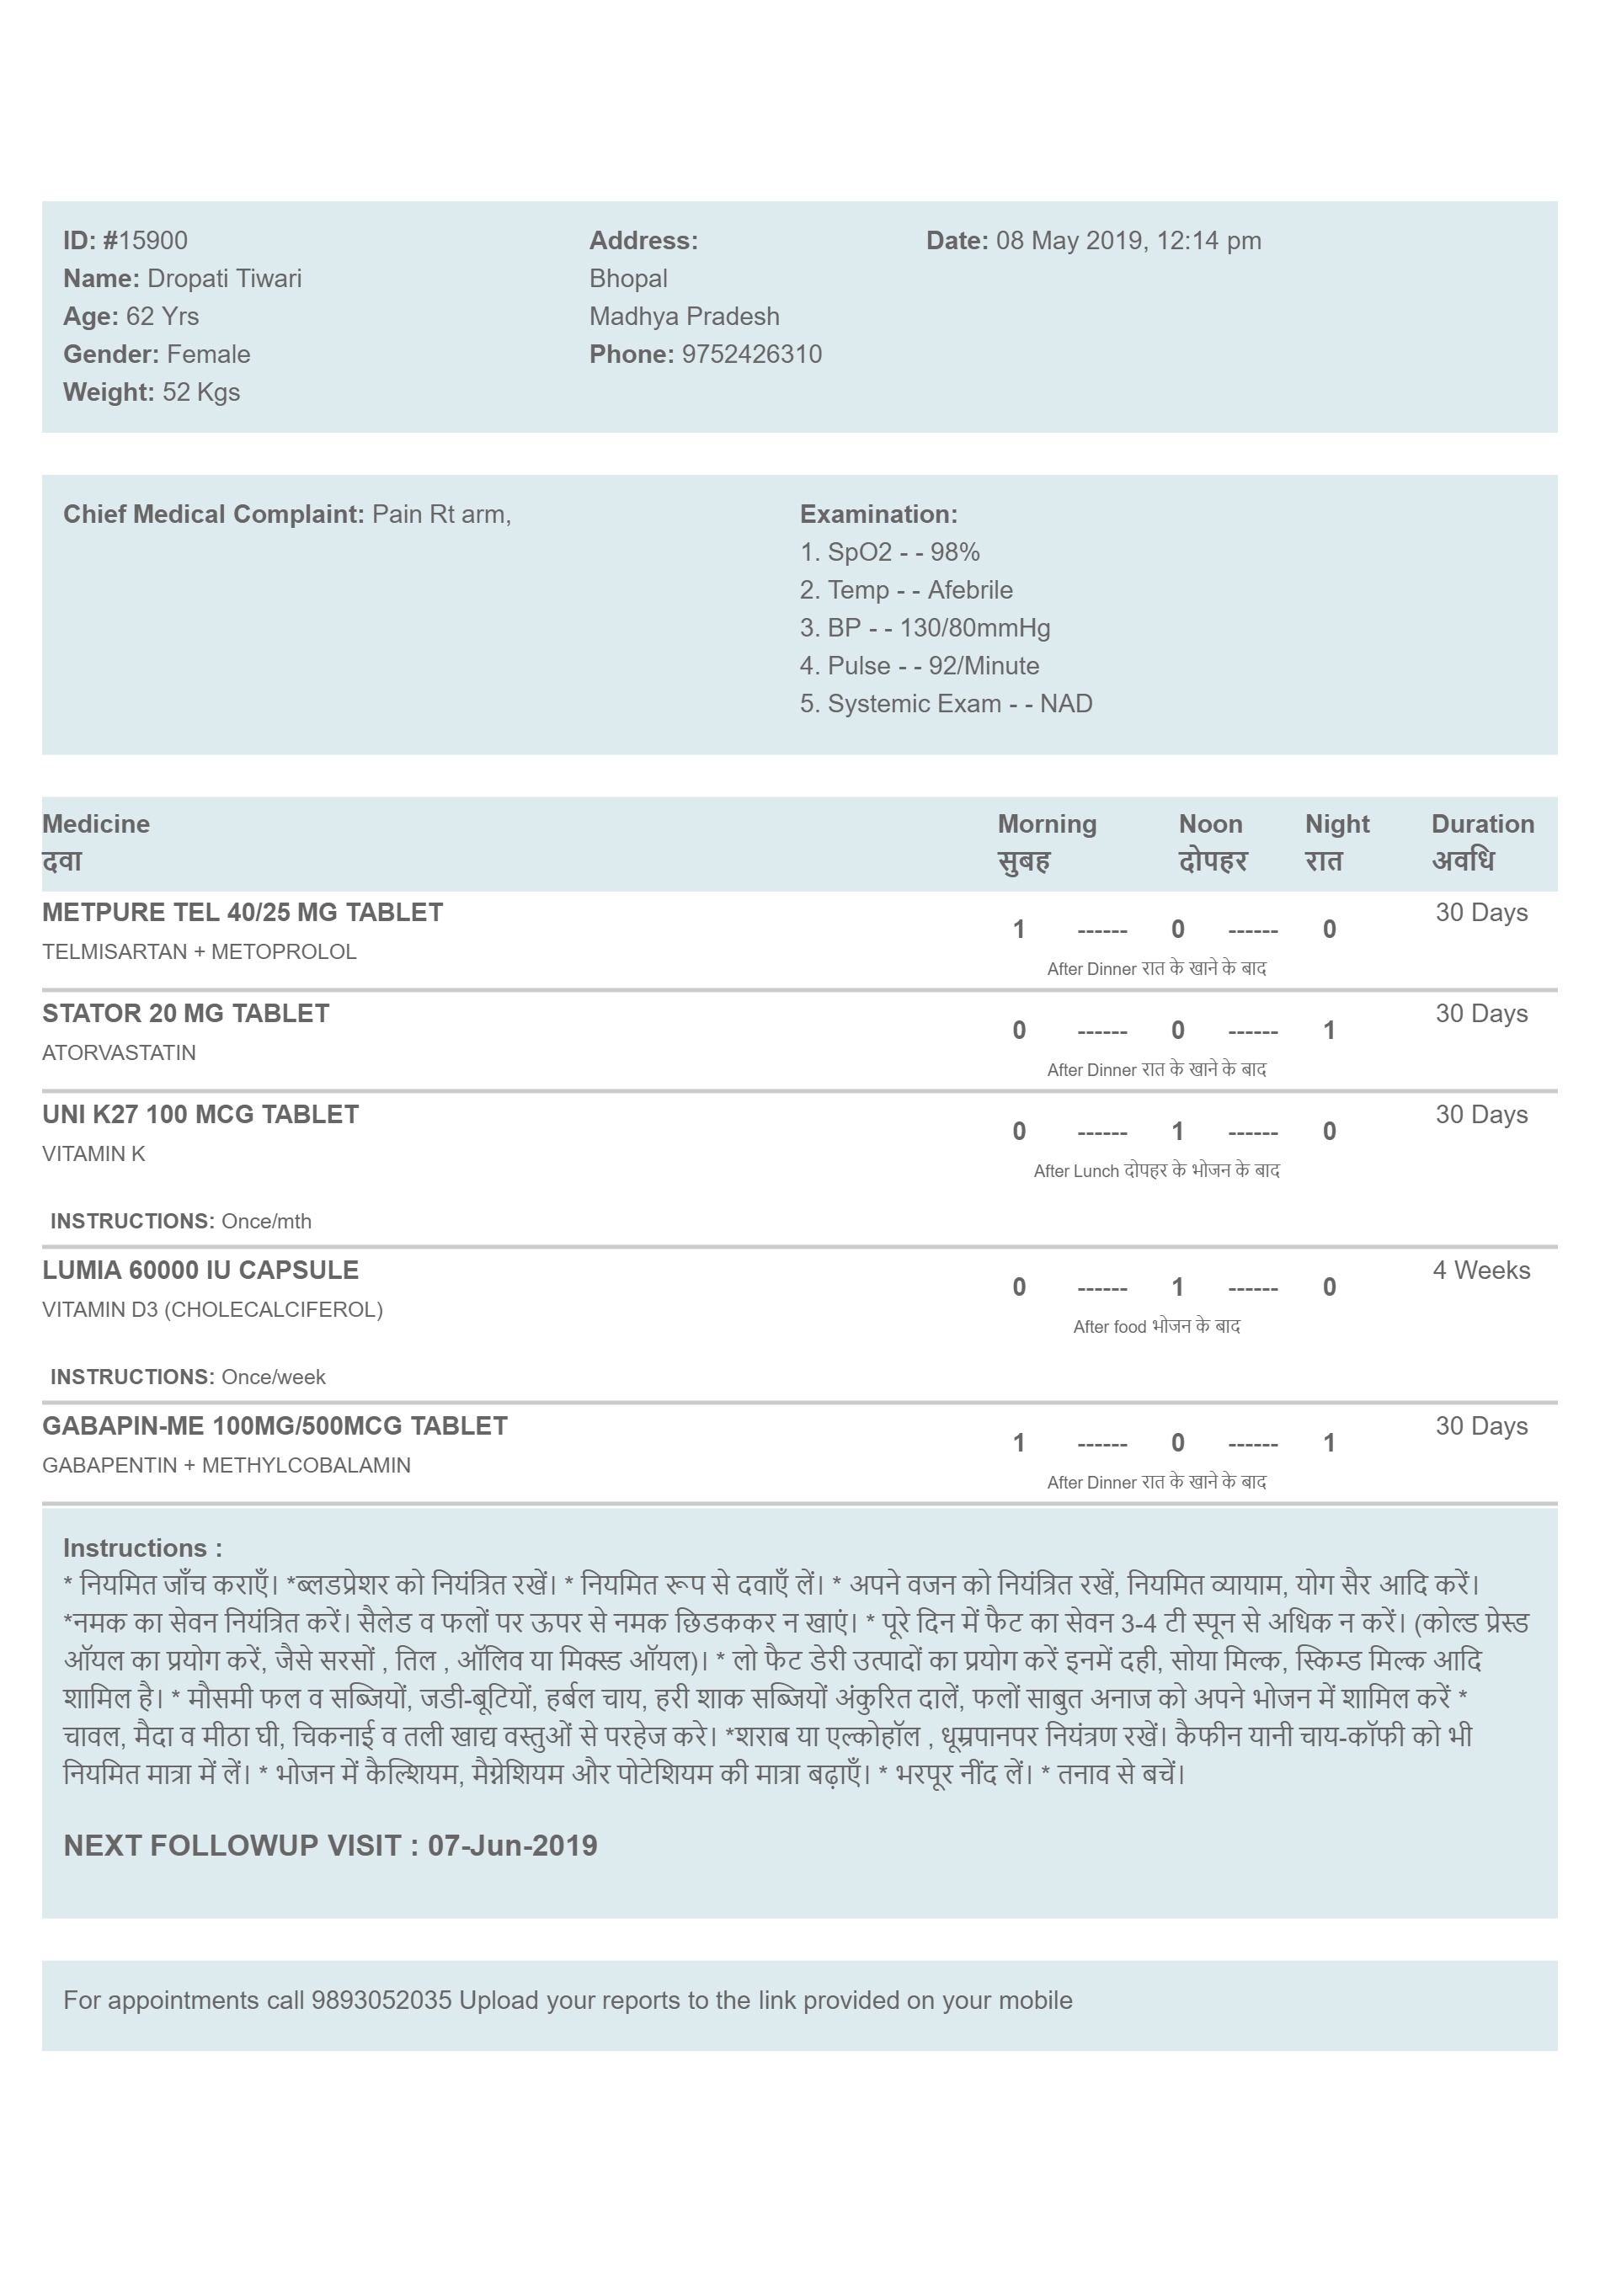 ID: #15900
Name: Dropati Tiwari
Age: 62 Yrs
Gender: Female
Weight: 52 Kgs
Address:
Bhopal
Madhya Pradesh
Phone: 9752426310
Date: 08 May 2019, 12:14 pm
Chief Medical Complaint: Pain Rt arm,
Examination:
1. SpO2 - - 98%
2. Temp - - Afebrile
3. BP - - 130/80mmHg
4. Pulse - - 92/Minute
5. Systemic Exam - - NAD
Medicine Morning Noon Night Duration
दवा सुबह दोपहर रात अवधि
METPURE TEL 40/25 MG TABLET 1 ------ 0 ------ 0 30 Days
TELMISARTAN + METOPROLOL
After Dinner रात के खाने के बाद
STATOR 20 MG TABLET 0 ------ 0 ------ 1 30 Days
ATORVASTATIN
After Dinner रात के खाने के बाद
UNI K27 100 MCG TABLET 0 ------ 1 ------ 0 30 Days
VITAMIN K
After Lunch दोपहर के भोजन के बाद
INSTRUCTIONS: Once/mth
LUMIA 60000 IU CAPSULE 0 ------ 1 ------ 0 4 Weeks
VITAMIN D3 (CHOLECALCIFEROL)
After food भोजन के बाद
INSTRUCTIONS: Once/week
GABAPIN-ME 100MG/500MCG TABLET 1 ------ 0 ------ 1 30 Days
GABAPENTIN + METHYLCOBALAMIN
After Dinner रात के खाने के बाद
Instructions :
* नियमित जाँच कराएँ। *ब्लडप्रेशर को नियंत्रित रखें। * नियमित रूप से दवाएँ लें। * अपने वजन को नियंत्रित रखें, नियमित व्यायाम, योग सैर आदि करें।
*नमक का सेवन नियंत्रित करें। सैलेड व फलों पर ऊपर से नमक छिडककर न खाएं। * पूरे दिन में फैट का सेवन 3-4 टी स्पून से अधिक न करें। (कोल्ड प्रेस्ड
ऑयल का प्रयोग करें, जैसे सरसों , तिल , ऑलिव या मिक्स्ड ऑयल)। * लो फैट डेरी उत्पादों का प्रयोग करें इनमें दही, सोया मिल्क, स्किम्ड मिल्क आदि
शामिल है। * मौसमी फल व सब्जियों, जडी-बूटियों, हर्बल चाय, हरी शाक सब्जियों अंकुरित दालें, फलों साबुत अनाज को अपने भोजन में शामिल करें *
चावल, मैदा व मीठा घी, चिकनाई व तली खाद्य वस्तुओं से परहेज करे। *शराब या एल्कोहॉल , धूम्रपानपर नियंत्रण रखें। कैफीन यानी चाय-कॉफी को भी
नियमित मात्रा में लें। * भोजन में कैल्शियम, मैग्नेशियम और पोटेशियम की मात्रा बढ़ाएँ। * भरपूर नींद लें। * तनाव से बचें।
NEXT FOLLOWUP VISIT : 07-Jun-2019
For appointments call 9893052035 Upload your reports to the link provided on your mobile